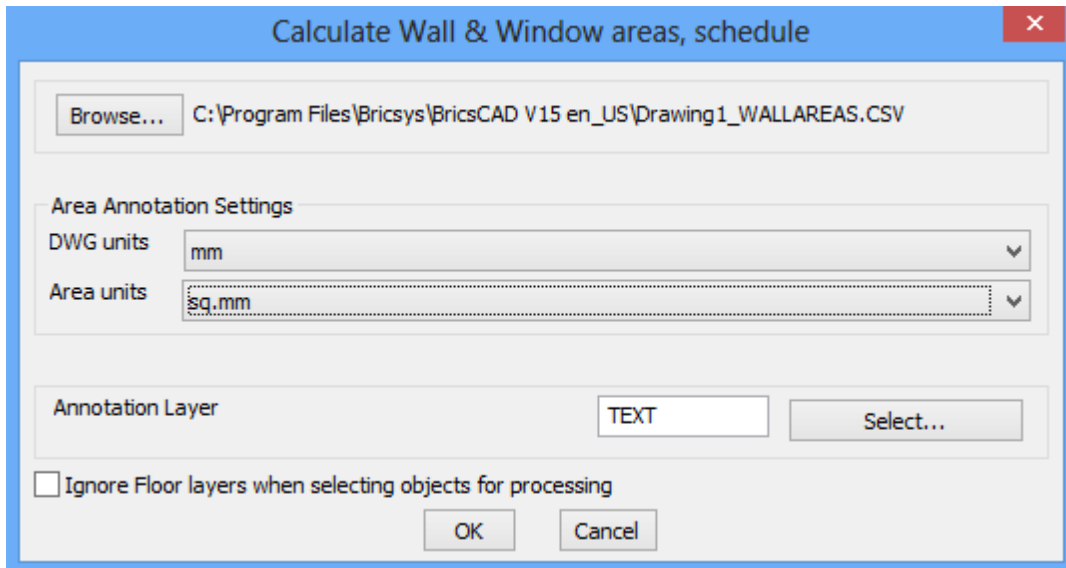 Calculate Wall & Window areas, schedule
Browse... C:\Program Files\Bricsys\BricsCAD V15 en_US\Drawing1_WALLAREAS.CSV
Area Annotation Settings
DWG units mm
Area units sq.mm
Annotation Layer TEXT Select...
Ignore Floor layers when selecting objects for processing
OK Cancel